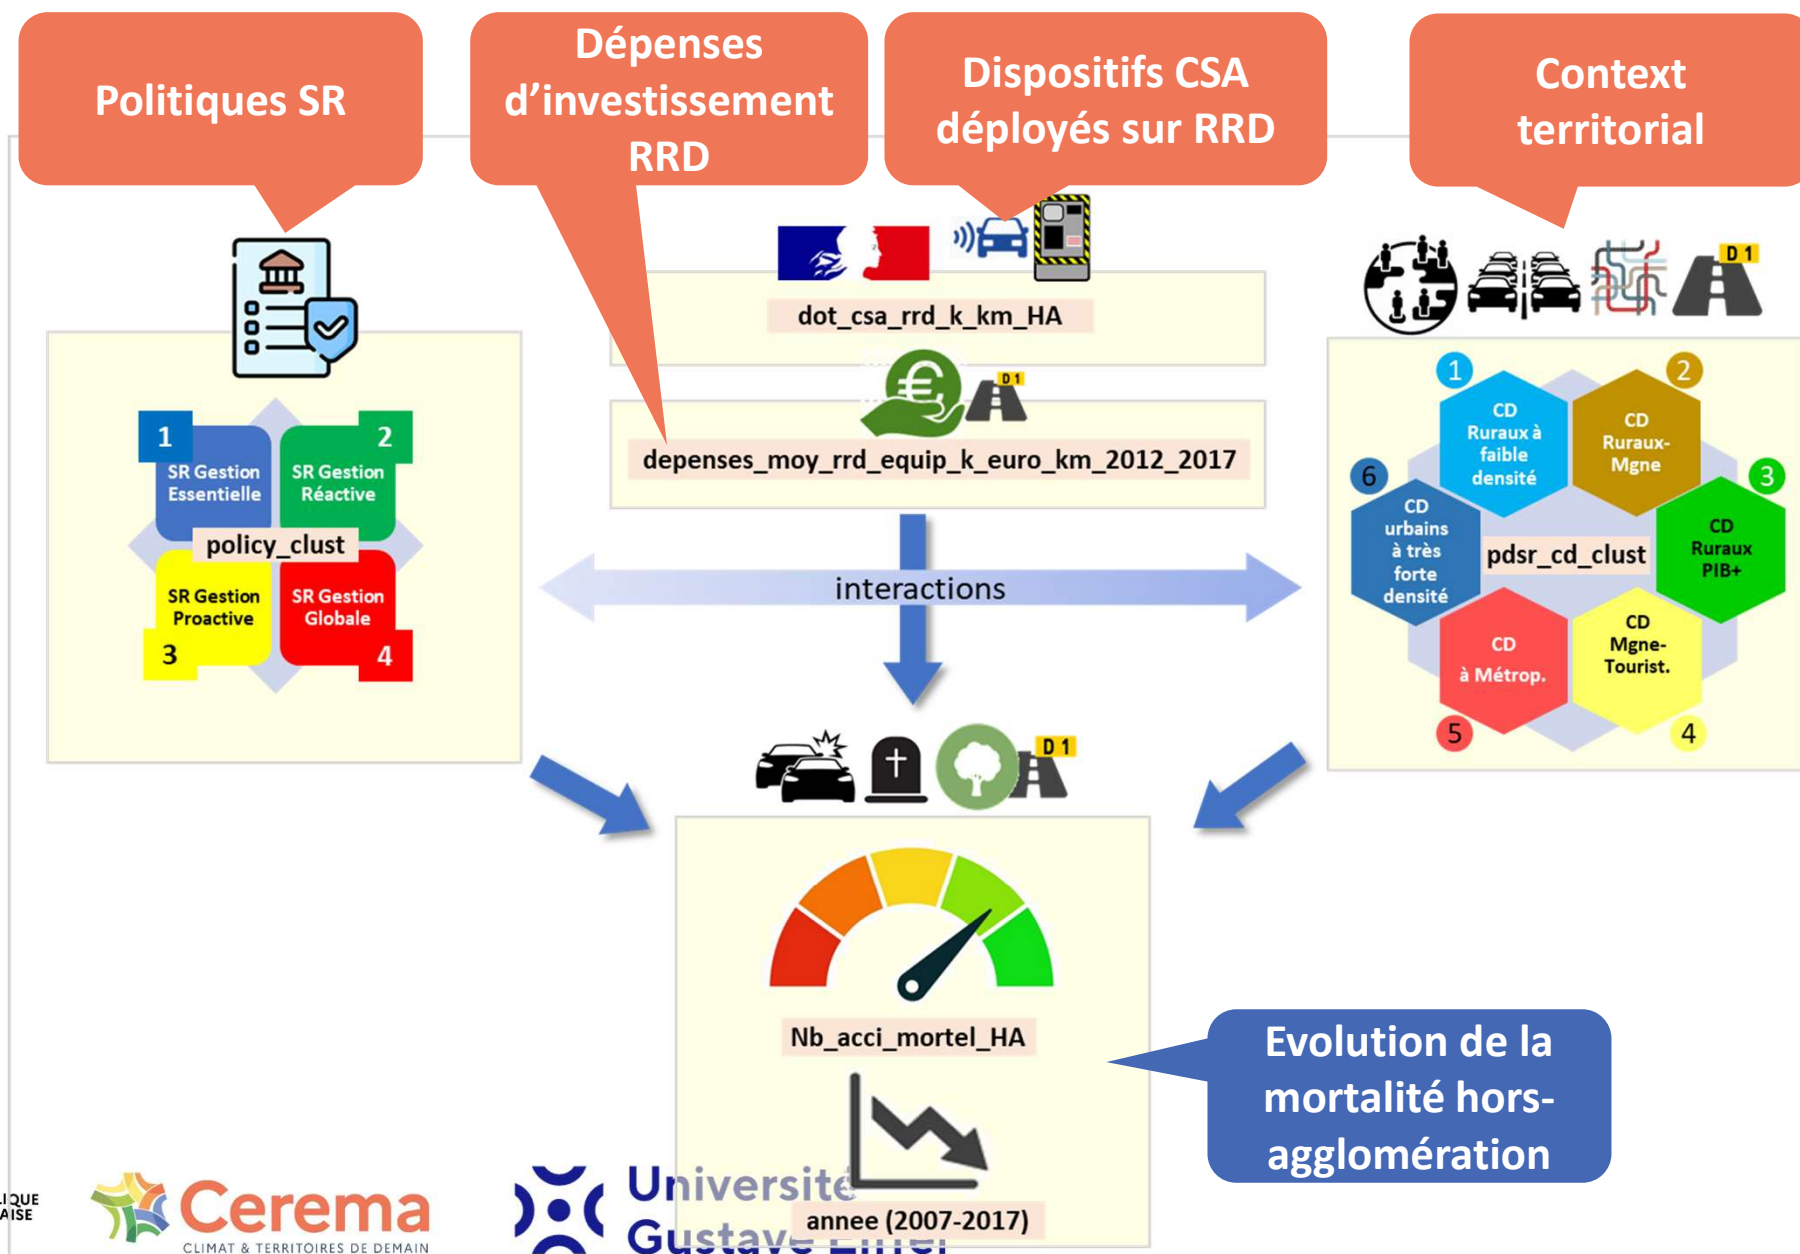 Politiques SR
Dépenses
d'investissement
RRD
Dispositifs CSA
déployés sur RRD
Context
territorial
dot_csa_rrd_k_km_HA
D 1
depenses_moy_rrd_equip_k_euro_km_2012_2017
1
SR Gestion
Essentielle
2
SR Gestion
Réactive
policy_clust
SR Gestion
Proactive
3
SR Gestion
Globale
4
interactions
D 1
1
CD
Ruraux à
faible
densité
2
CD
Ruraux-
Mgne
3
CD
Ruraux
PIB+
6
CD
urbains
à très
forte
densité
pdsr_cd_clust
CD
à Métrop.
5
CD
Mgne-
Tourist.
4
D 1
Nb_acci_mortel_HA
annee (2007-2017)
Evolution de la
mortalité hors-
agglomération
Cerema
CLIMAT & TERRITOIRES DE DEMAIN
Université
Gustave Eiffel